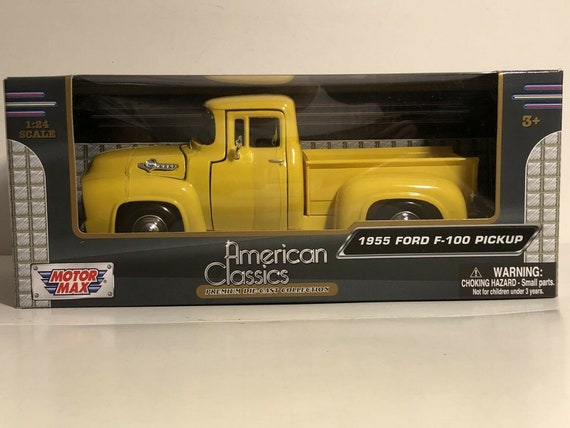 1:24
SCALE
3+
1955 FORD F-100 PICKUP
American
Classics
PREMIUM DIE-CAST COLLECTION
MOTOR
MAX
WARNING:
CHOKING HAZARD - Small parts.
Not for children under 3 years.